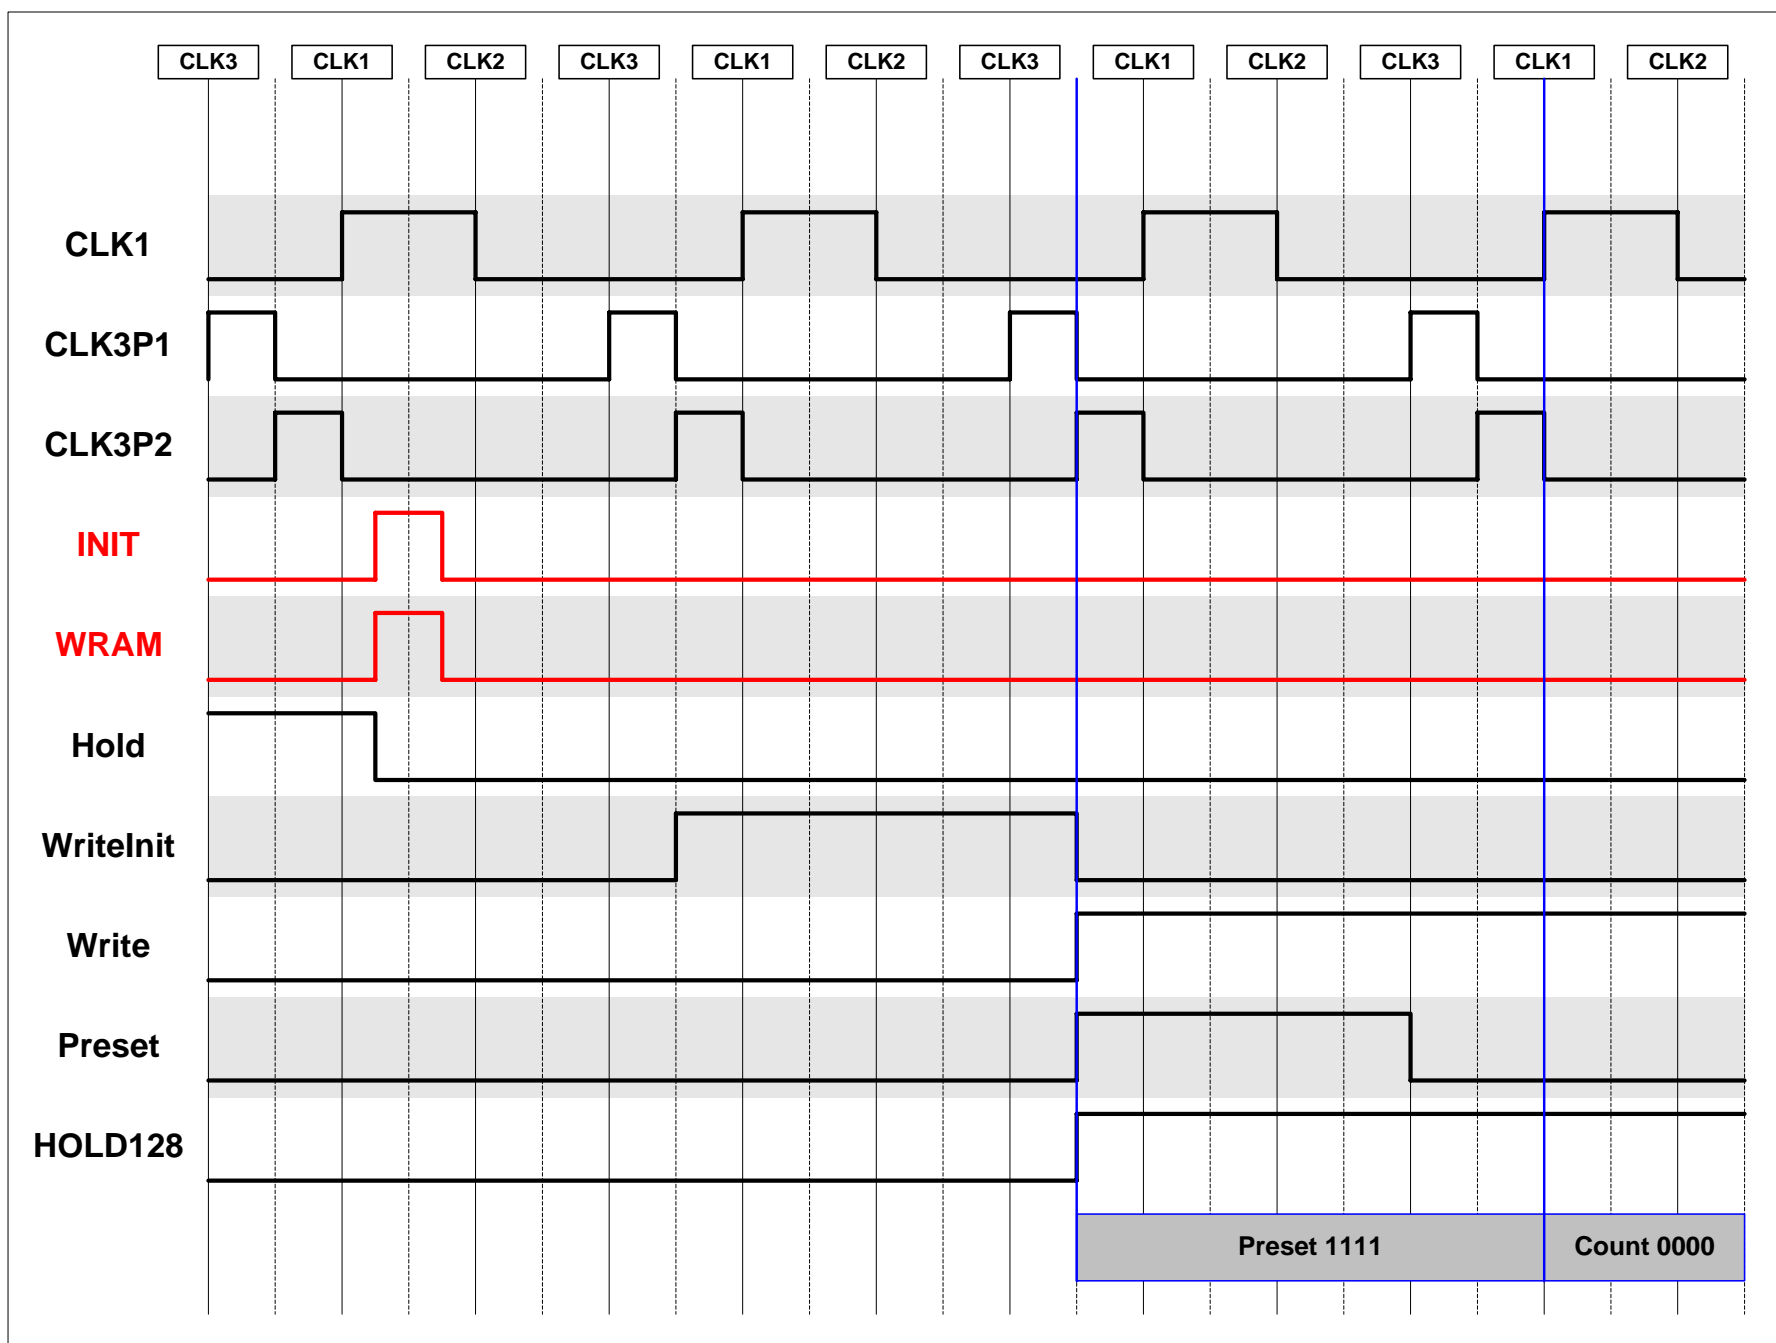 CLK3 CLK1 CLK2 CLK3 CLK1 CLK2 CLK3 CLK1 CLK2 CLK3 CLK1 CLK2
CLK1
CLK3P1
CLK3P2
INIT
WRAM
Hold
WriteInit
Write
Preset
HOLD128
Preset 1111 Count 0000